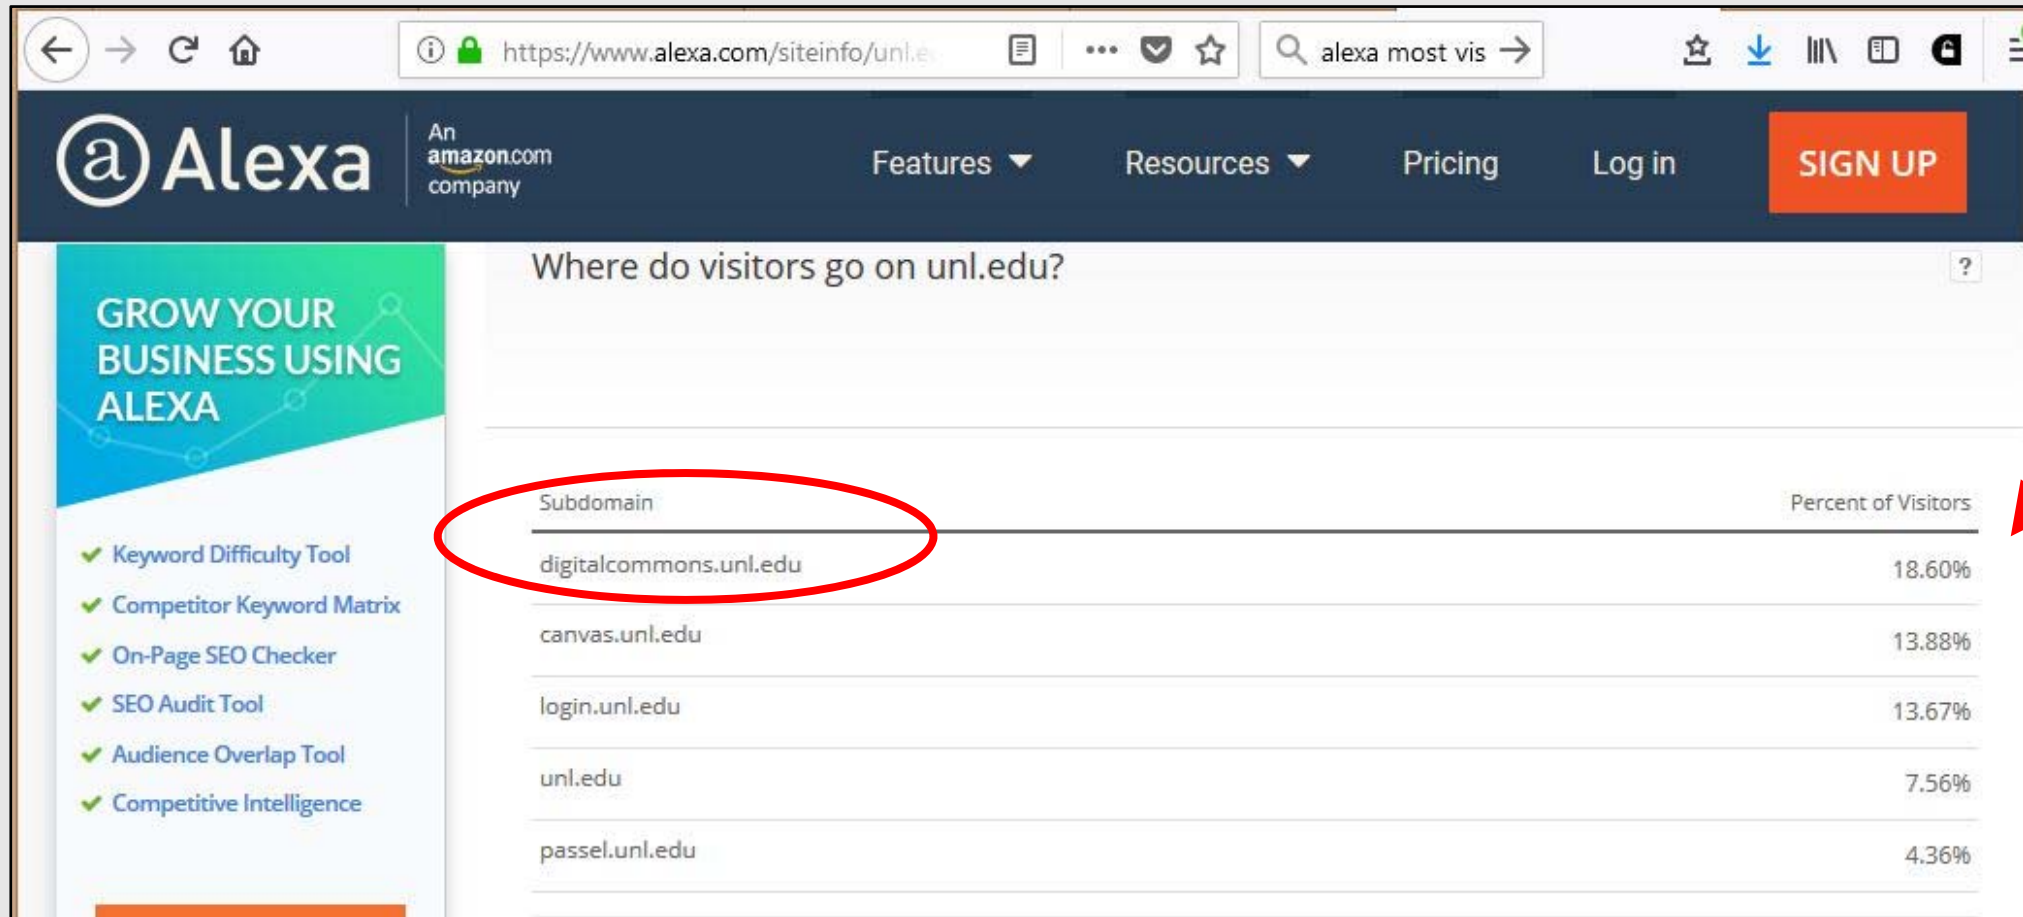 https://www.alexa.com/siteinfo/unl.e
alexa most vis
Alexa
An
amazon.com
company
Features
Resources
Pricing
Log in
SIGN UP
GROW YOUR
BUSINESS USING
ALEXA
Keyword Difficulty Tool
Competitor Keyword Matrix
On-Page SEO Checker
SEO Audit Tool
Audience Overlap Tool
Competitive Intelligence
Where do visitors go on unl.edu?
?
Subdomain Percent of Visitors
digitalcommons.unl.edu 18.60%
canvas.unl.edu 13.88%
login.unl.edu 13.67%
unl.edu 7.56%
passel.unl.edu 4.36%